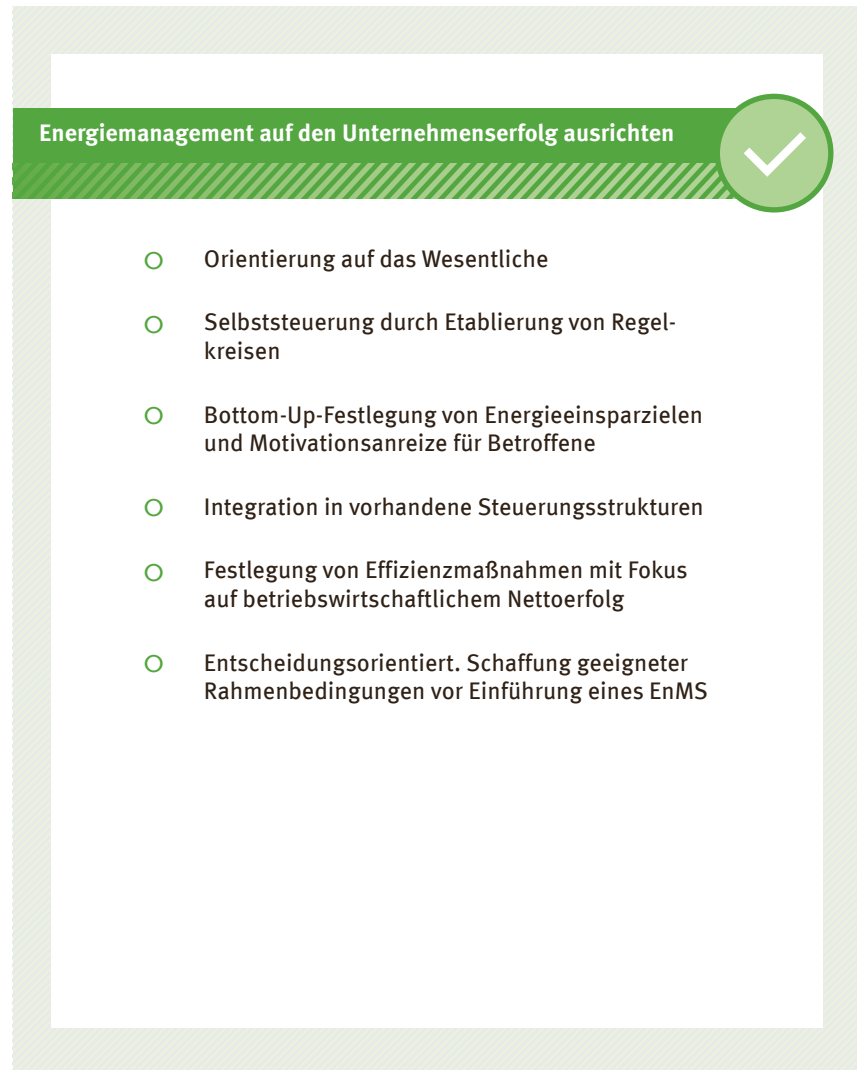 Energiemanagement auf den Unternehmenserfolg ausrichten
Orientierung auf das Wesentliche
Selbststeuerung durch Etablierung von Regel-
kreisen
Bottom-Up-Festlegung von Energieeinsparzielen
und Motivationsanreize für Betroffene
Integration in vorhandene Steuerungsstrukturen
Festlegung von Effizienzmaßnahmen mit Fokus
auf betriebswirtschaftlichem Nettoerfolg
Entscheidungsorientiert. Schaffung geeigneter
Rahmenbedingungen vor Einführung eines EnMS